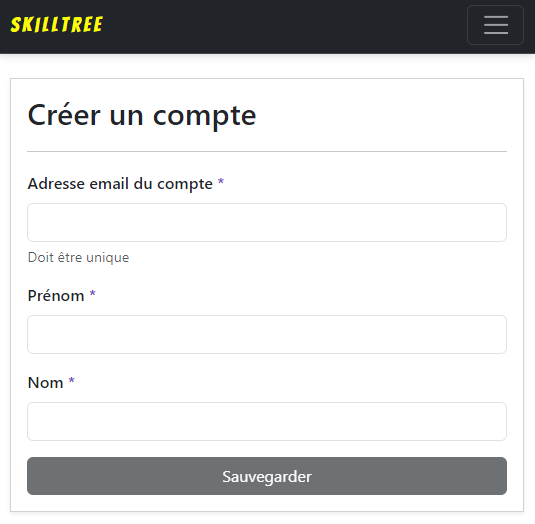 SKILLTREE
Créer un compte
Adresse email du compte *
Doit être unique
Prénom *
Nom *
Sauvegarder